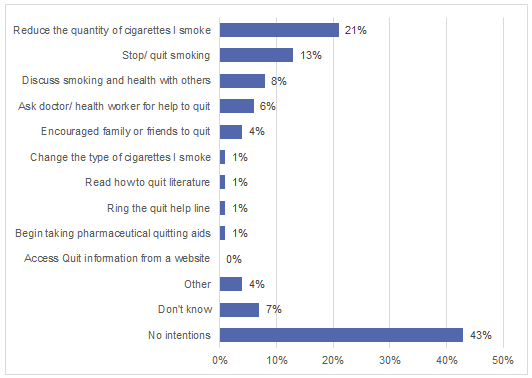 Reduce the quantity of cigarettes I smoke 21%
Stop/ quit smoking 13%
Discuss smoking and health with others 8%
Ask doctor/ health worker for help to quit 6%
Encouraged family or friends to quit 4%
Change the type of cigarettes I smoke 1%
Read how to quit literature 1%
Ring the quit help line 1%
Begin taking pharmaceutical quitting aids 1%
Access Quit information from a website 0%
Other 4%
Don't know 7%
No intentions 43%
0% 10% 20% 30% 40% 50%